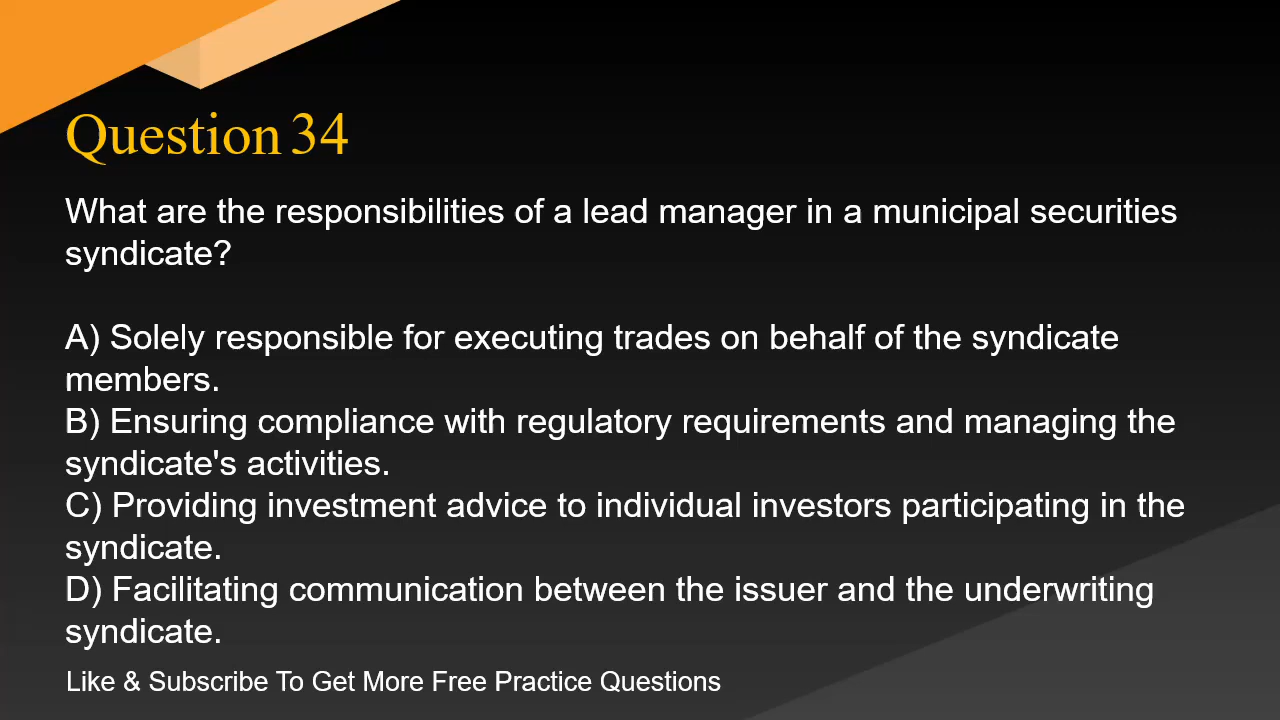 Question 34
What are the responsibilities of a lead manager in a municipal securities
syndicate?
A) Solely responsible for executing trades on behalf of the syndicate
members.
B) Ensuring compliance with regulatory requirements and managing the
syndicate's activities.
C) Providing investment advice to individual investors participating in the
syndicate.
D) Facilitating communication between the issuer and the underwriting
syndicate.
Like & Subscribe To Get More Free Practice Questions